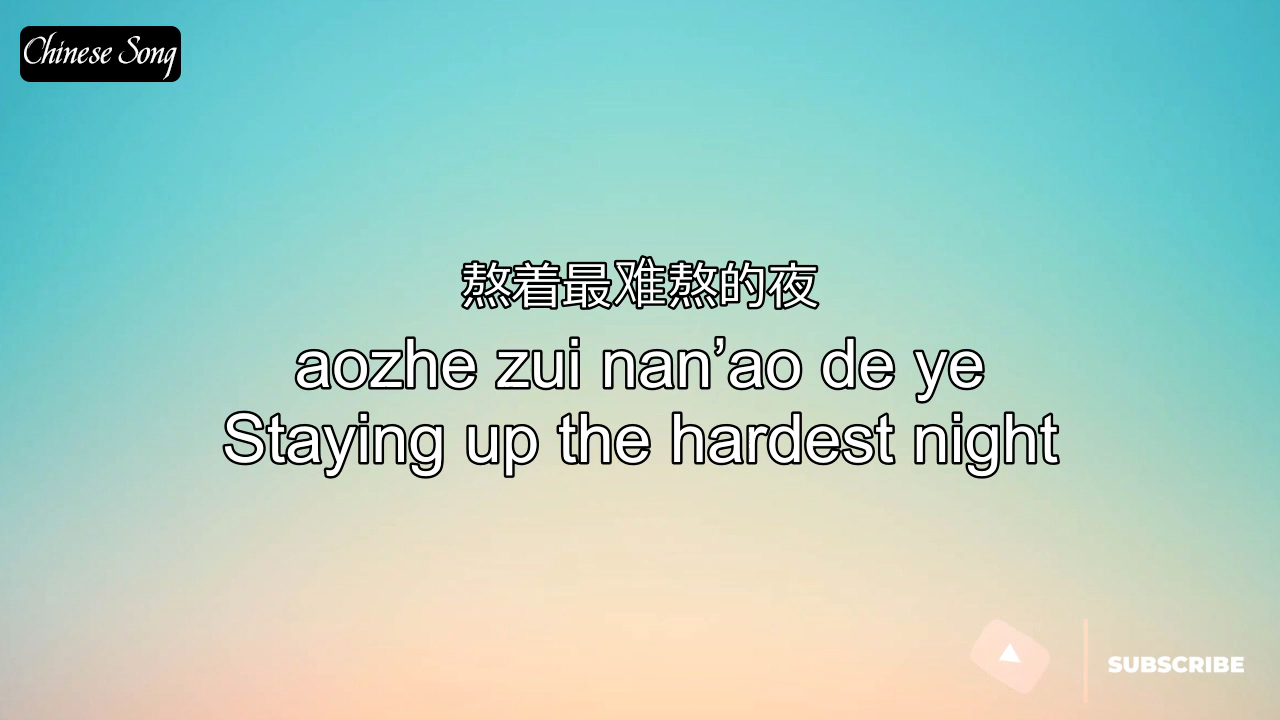 Chinese Song
熬着最难熬的夜
aozhe zui nan’ao de ye
Staying up the hardest night
SUBSCRIBE